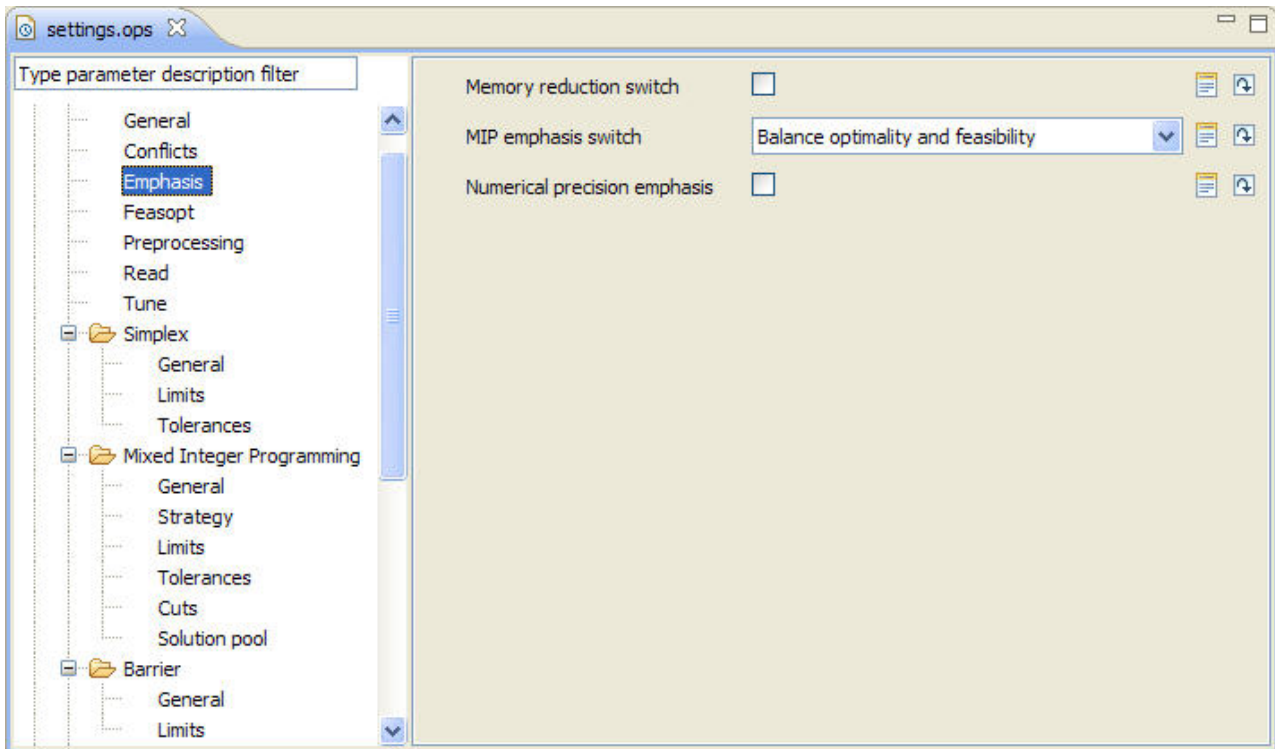 settings.ops
Type parameter description filter
General
Conflicts
Emphasis
Feasopt
Preprocessing
Read
Tune
Simplex
General
Limits
Tolerances
Mixed Integer Programming
General
Strategy
Limits
Tolerances
Cuts
Solution pool
Barrier
General
Limits
Memory reduction switch
MIP emphasis switch Balance optimality and feasibility
Numerical precision emphasis